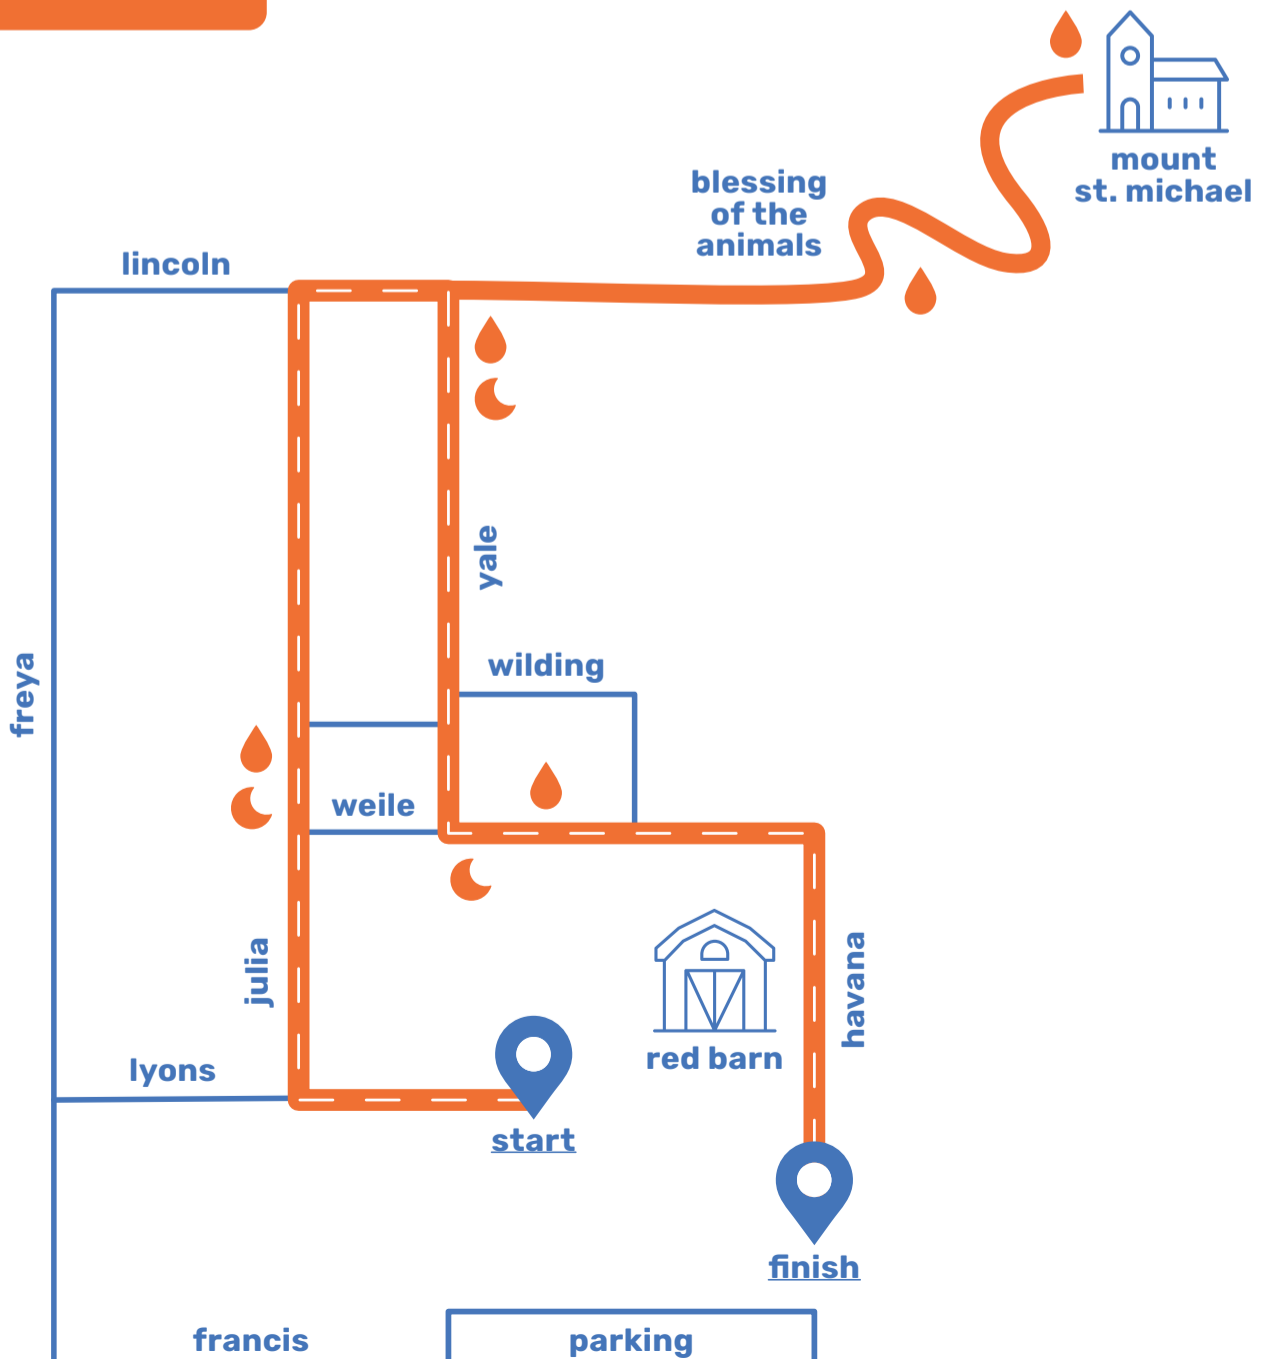 mount
st. michael
blessing
of the
animals
lincoln
yale
freya
wilding
weile
julia
havana
red barn
lyons
start
finish
francis
parking